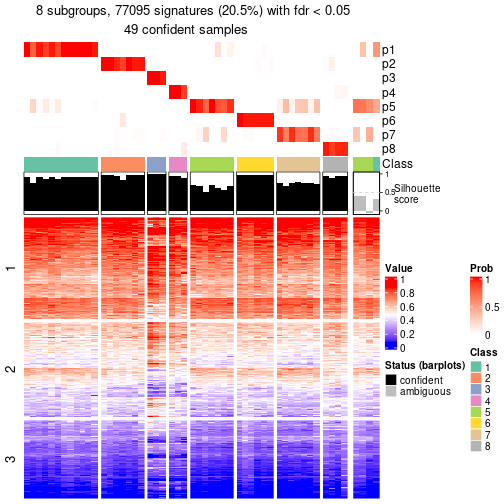 8 subgroups, 77095 signatures (20.5%) with fdr < 0.05
49 confident samples
p1
p2
p3
p4
p5
p6
p7
p8
Class
1
0.5
0
Silhouette
score
1
2
3
Value
1
0.8
0.6
0.4
0.2
0
Status (barplots)
confident
ambiguous
Prob
1
0.5
0
Class
1
2
3
4
5
6
7
8